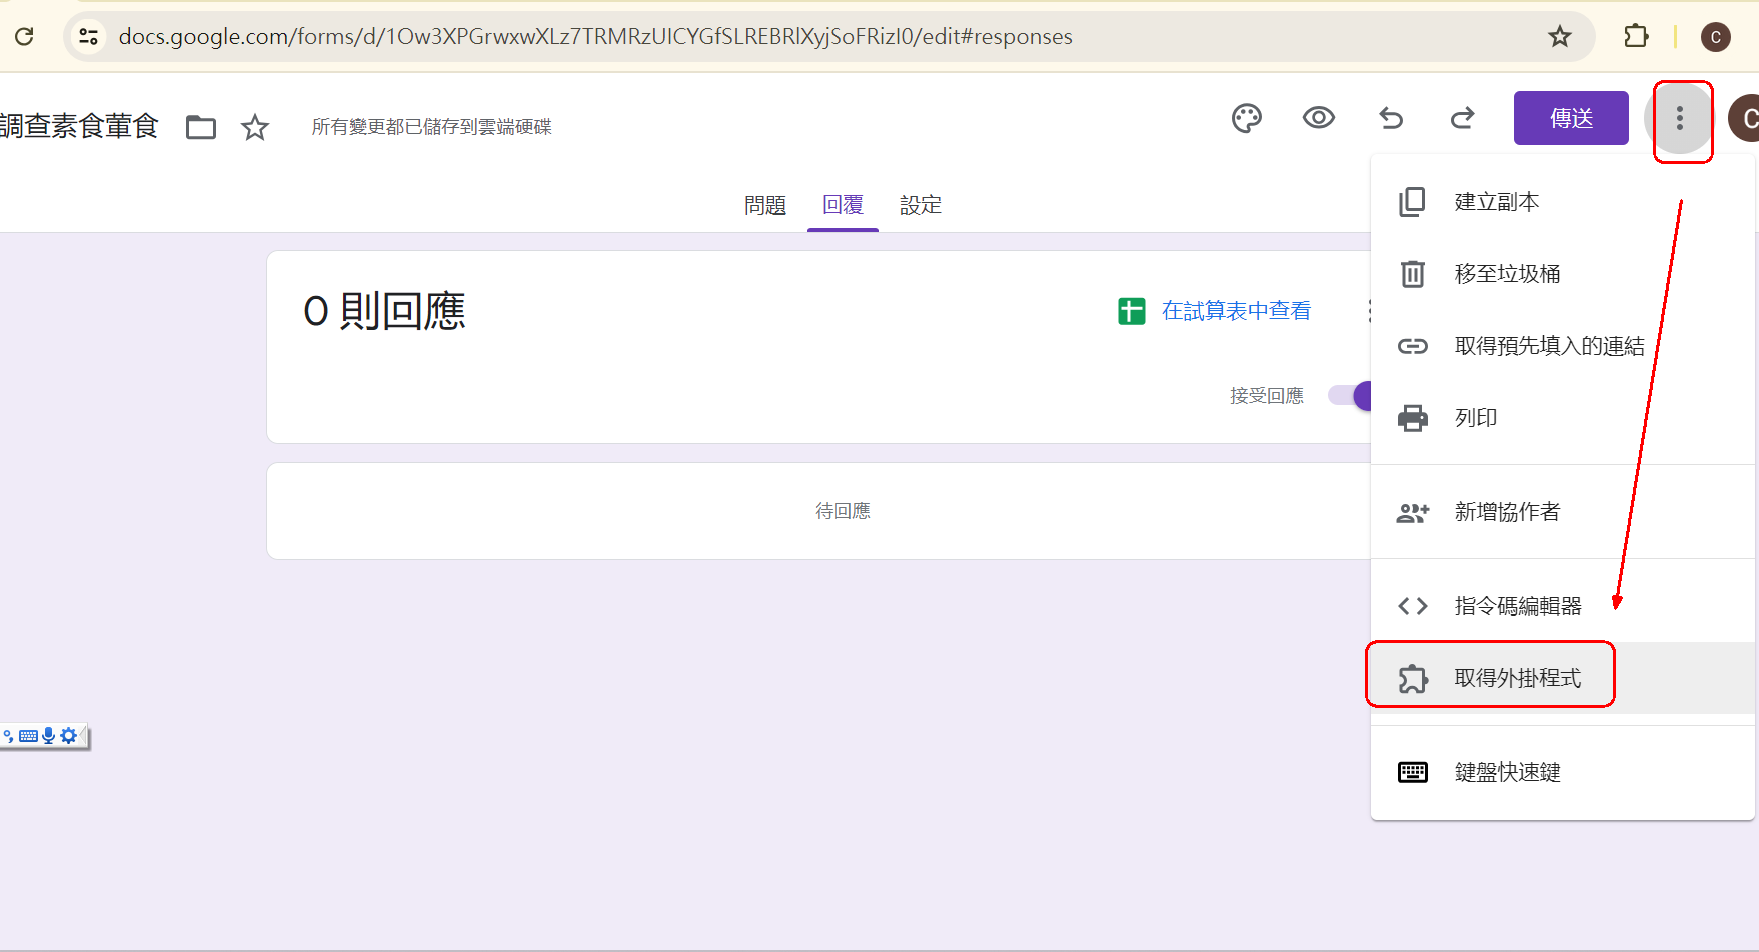 docs.google.com/forms/d/1Ow3XPGrwxwXLz7TRMRzUICYGfSLREBRlXyjSoFRizI0/edit#responses
C
調查素食葷食
所有變更都已儲存到雲端硬碟
傳送
C
問題
回覆
設定
0 則回應
在試算表中查看
接受回應
待回應
建立副本
移至垃圾桶
取得預先填入的連結
列印
新增協作者
指令碼編輯器
取得外掛程式
鍵盤快速鍵